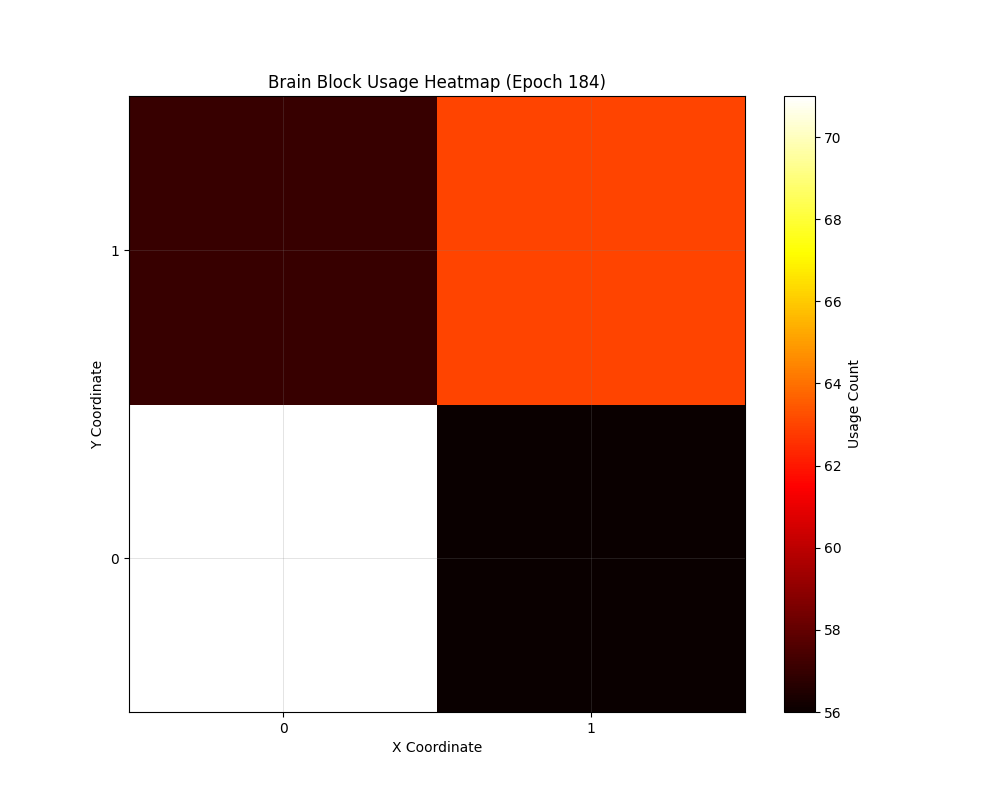 Brain Block Usage Heatmap (Epoch 184)
Y Coordinate
1
0
0 1
X Coordinate
70
68
66
64
62
60
58
56
Usage Count